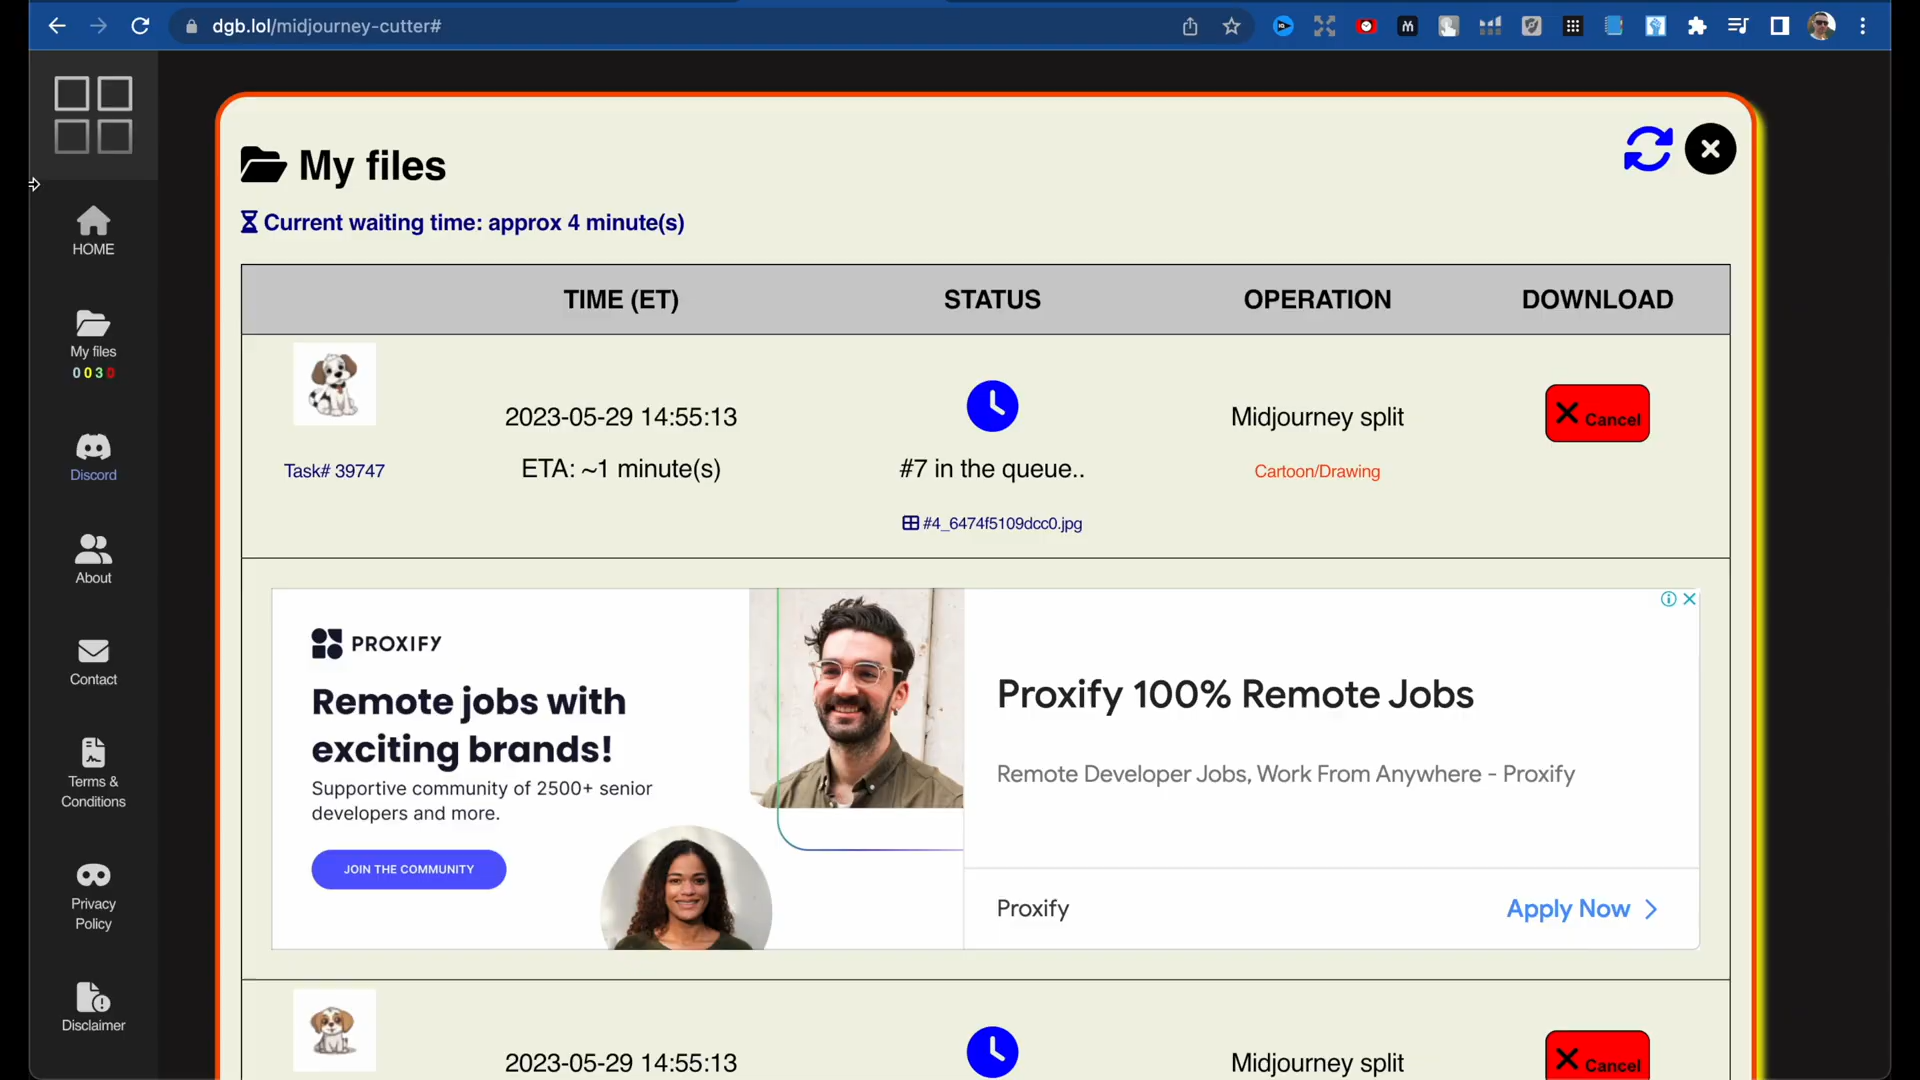 dgb.lol/midjourney-cutter#
HOME
My files
0 0 3 0
Discord
About
Contact
Terms &
Conditions
Privacy
Policy
Disclaimer
My files
Current waiting time: approx 4 minute(s)
TIME (ET) STATUS OPERATION DOWNLOAD
2023-05-29 14:55:13 Midjourney split Cancel
Task# 39747 ETA: ~1 minute(s) #7 in the queue.. Cartoon/Drawing
#4_6474f5109dcc0.jpg
PROXIFY
Remote jobs with
exciting brands!
Supportive community of 2500+ senior
developers and more.
JOIN THE COMMUNITY
Proxify 100% Remote Jobs
Remote Developer Jobs, Work From Anywhere - Proxify
Proxify Apply Now
2023-05-29 14:55:13 Midjourney split Cancel